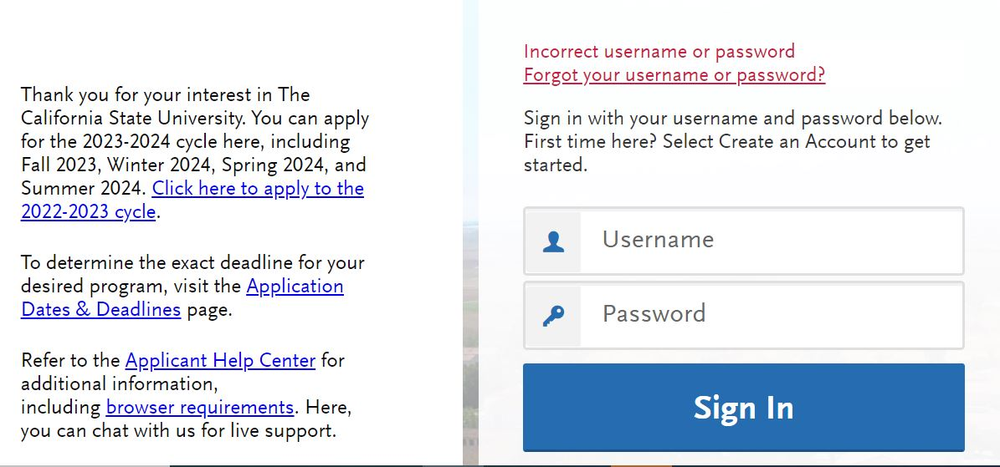 Thank you for your interest in The
California State University. You can apply
for the 2023-2024 cycle here, including
Fall 2023, Winter 2024, Spring 2024, and
Summer 2024. Click here to apply to the
2022-2023 cycle.
To determine the exact deadline for your
desired program, visit the Application
Dates & Deadlines page.
Refer to the Applicant Help Center for
additional information,
including browser requirements. Here,
you can chat with us for live support.
Incorrect username or password
Forgot your username or password?
Sign in with your username and password below.
First time here? Select Create an Account to get
started.
Username
Password
Sign In